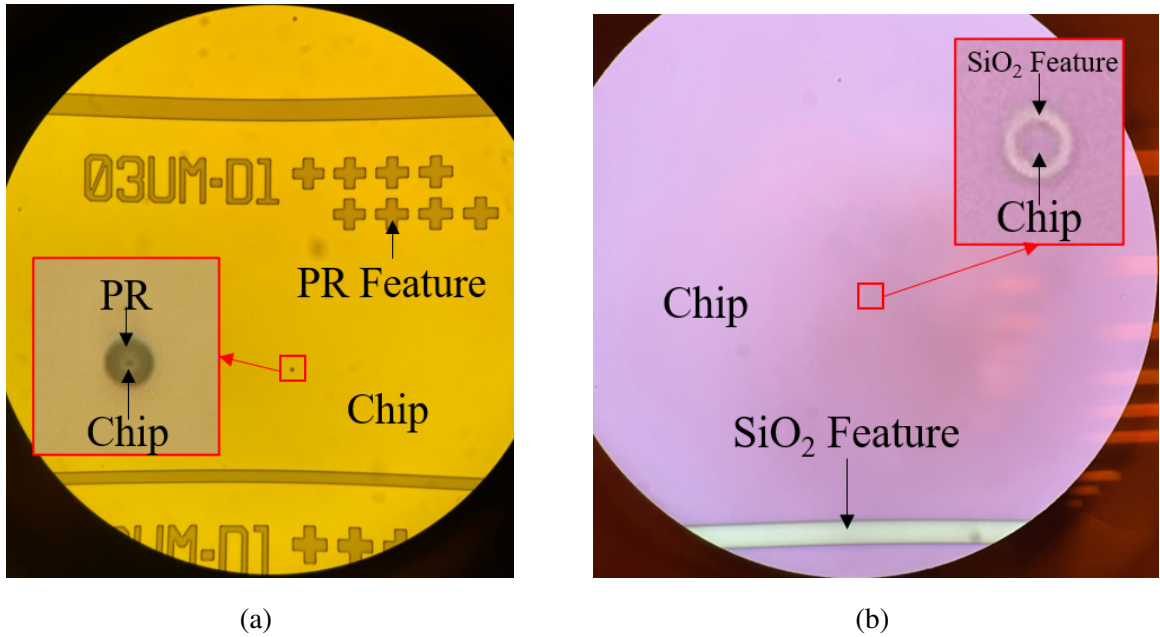 03UM-D1
PR Feature
PR
Chip
Chip
UM-D1
(a)
SiO₂ Feature
Chip
Chip
SiO₂ Feature
(b)